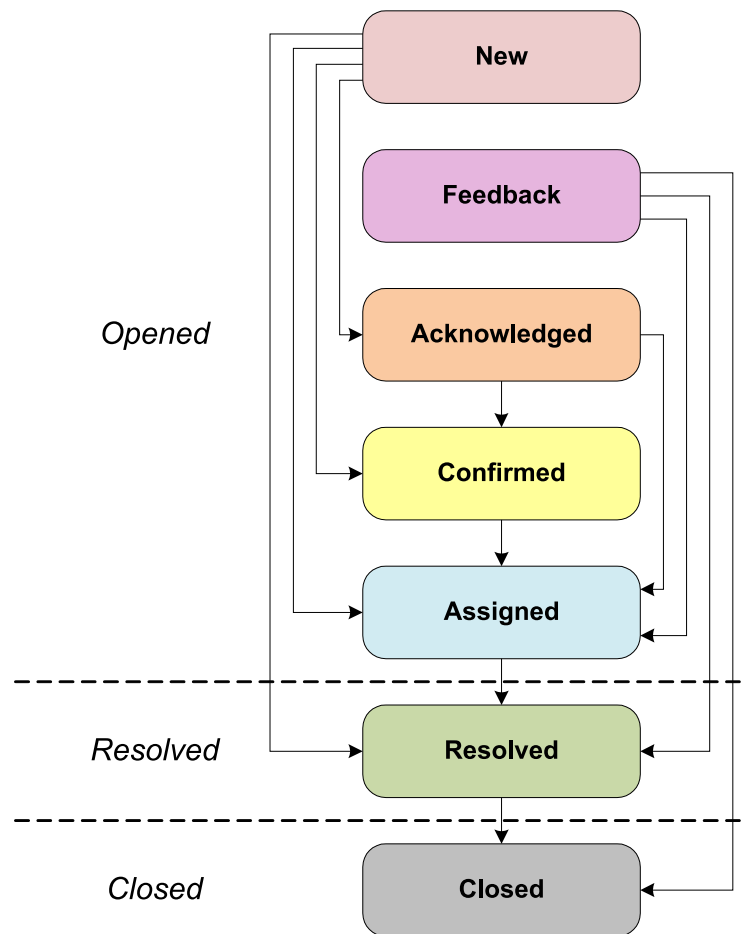 New
Feedback
Opened
Acknowledged
Confirmed
Assigned
Resolved
Resolved
Closed
Closed